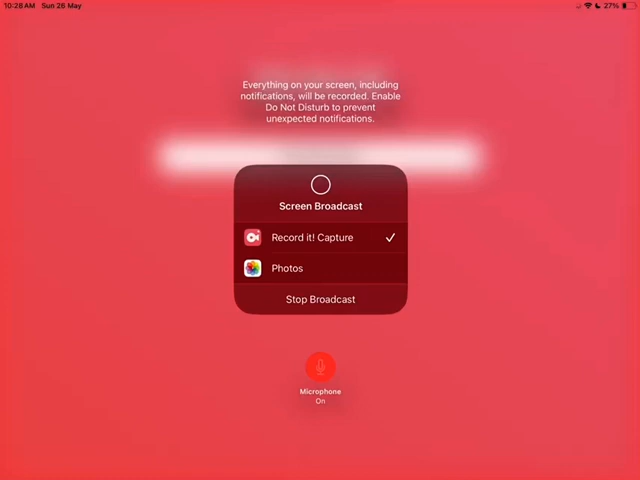 10:28 AM Sun 26 May 27%
Everything on your screen, including
notifications, will be recorded. Enable
Do Not Disturb to prevent
unexpected notifications.
Screen Broadcast
Record it! Capture
Photos
Stop Broadcast
Microphone
On